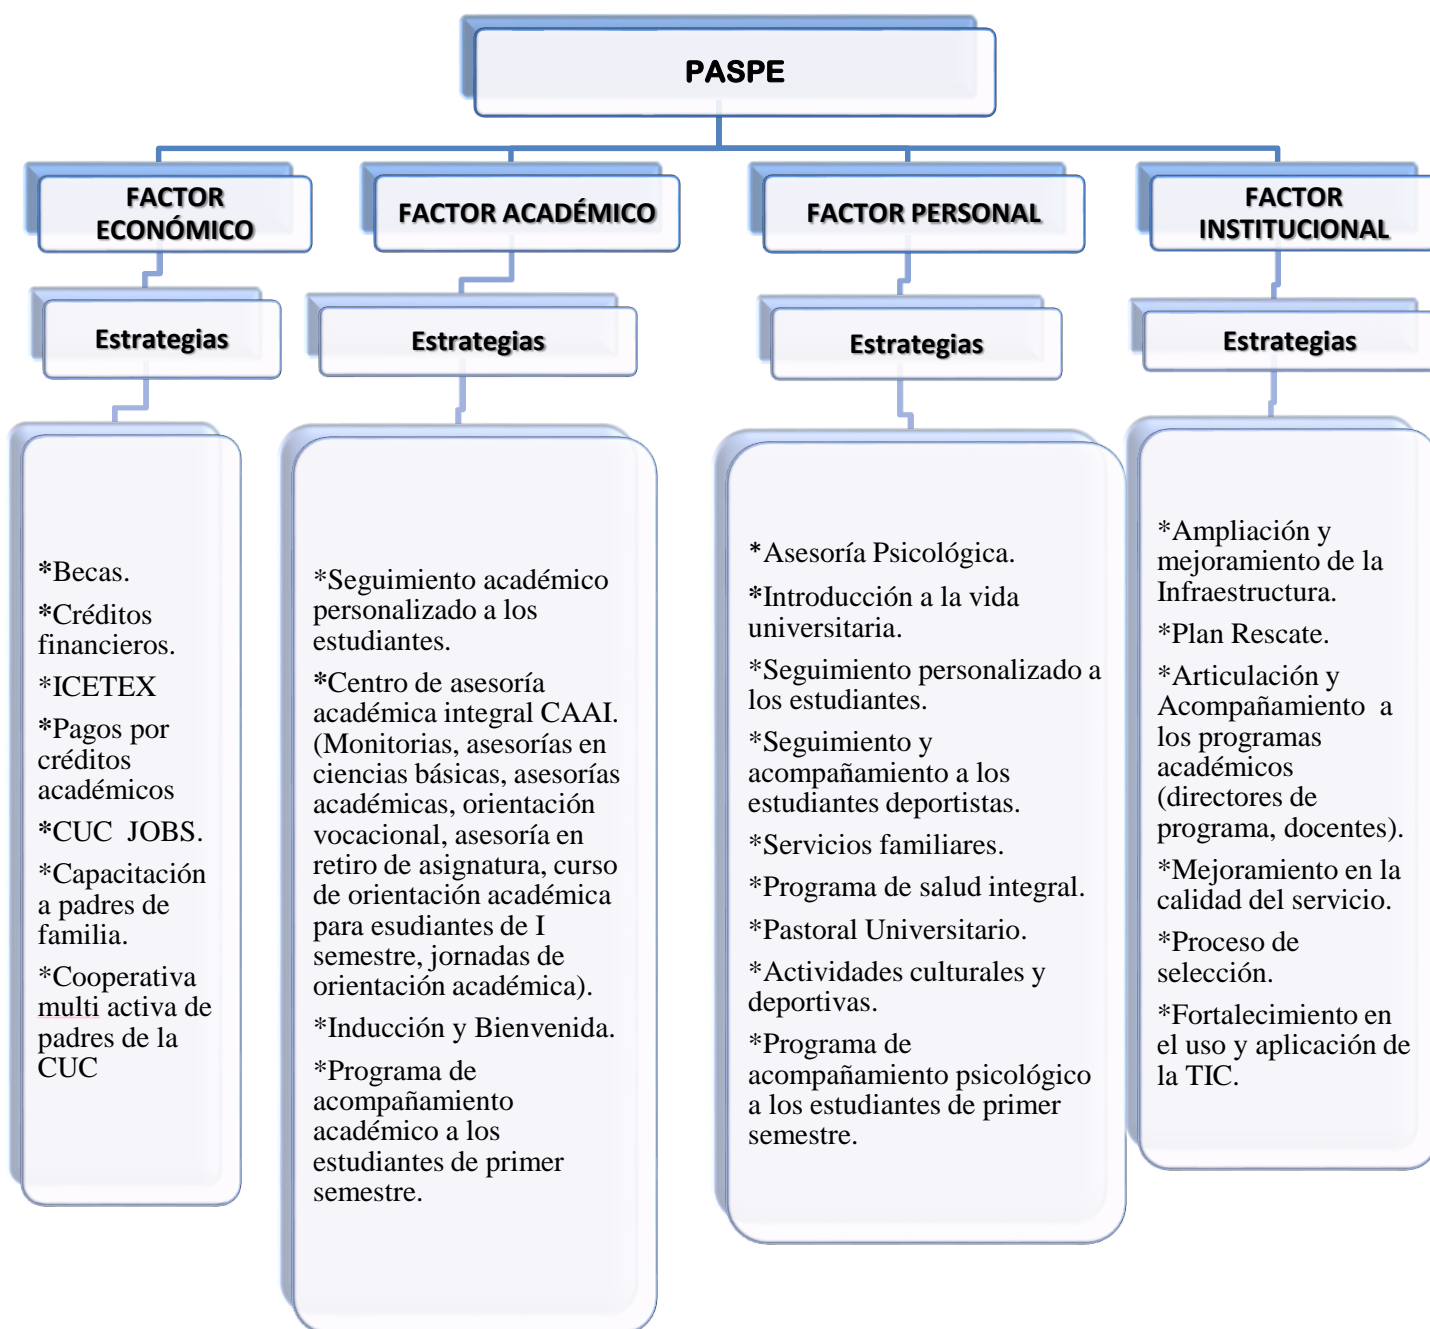 PASPE
FACTOR
ECONÓMICO
Estrategias
*Becas.
*Créditos
financieros.
*ICETEX
*Pagos por
créditos
académicos
*CUC  JOBS.
*Capacitación
a padres de
familia.
*Cooperativa
multi activa de
padres de la
CUC
FACTOR ACADÉMICO
Estrategias
*Seguimiento académico
personalizado a los
estudiantes.
*Centro de asesoría
académica integral CAAI.
(Monitorias, asesorías en
ciencias básicas, asesorías
académicas, orientación
vocacional, asesoría en
retiro de asignatura, curso
de orientación académica
para esudiantes de I
semestre, jornadas de
orientación académica).
*Inducción y Bienvenida.
*Programa de
acompañamiento
académico a los
estudiantes de primer
semestre.
FACTOR PERSONAL
Estrategias
*Asesoría Psicológica.
*Introducción a la vida
universitaria.
*Seguimiento personalizado a
los estudiantes.
*Seguimiento y
acompañamiento a los
estudiantes deportistas.
*Servicios familiares.
*Programa de salud integral.
*Pastoral Universitario.
*Actividades culturales y
deportivas.
*Programa de
acompañamiento psicológico
a los estudiantes de primer
semestre.
FACTOR
INSTITUCIONAL
Estrategias
*Ampliación y
mejoramiento de la
Infraestructura.
*Plan Rescate.
*Articulación y
Acompañamiento  a
los programas
académicos
(directores de
programa, docentes).
*Mejoramiento en la
calidad del servicio.
*Proceso de
selección.
*Fortalecimiento en
el uso y aplicación de
la TIC.